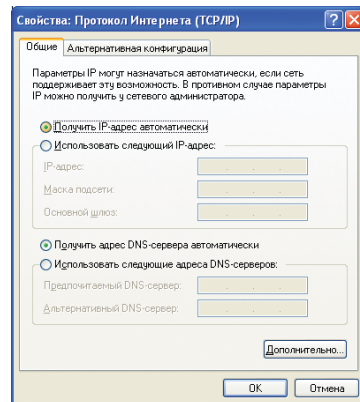 Свойства: Протокол Интернета (TCP/IP)
Общие
Альтернативная конфигурация
Параметры IP могут назначаться автоматически, если сеть
поддерживает эту возможность. В противном случае параметры
IP можно получить у сетевого администратора.
Получить IP-адрес автоматически
Использовать следующий IP-адрес:
IP-адрес:
Маска подсети:
Основной шлюз:
Получить адрес DNS-сервера автоматически
Использовать следующие адреса DNS-серверов:
Предпочитаемый DNS-сервер:
Альтернативный DNS-сервер:
Дополнительно...
OK
Отмена